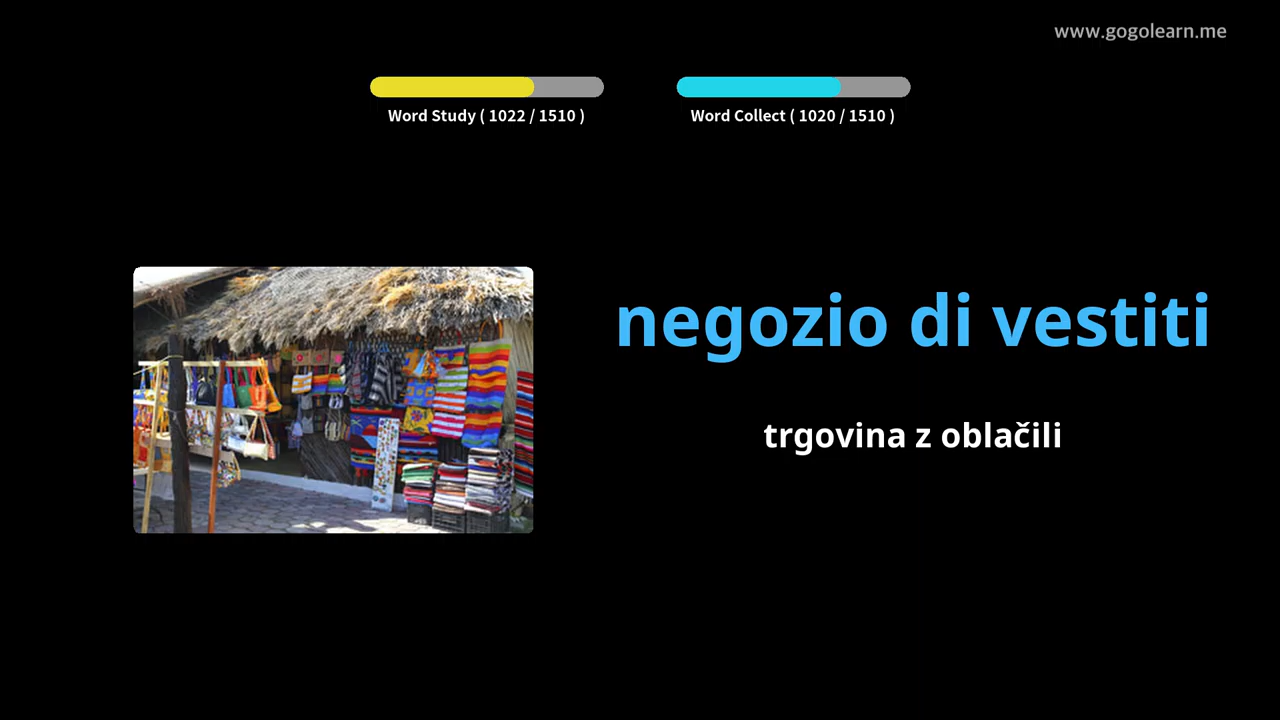 www.gogolearn.me
Word Study ( 1022 / 1510 )
Word Collect ( 1020 / 1510 )
negozio di vestiti
trgovina z oblačili